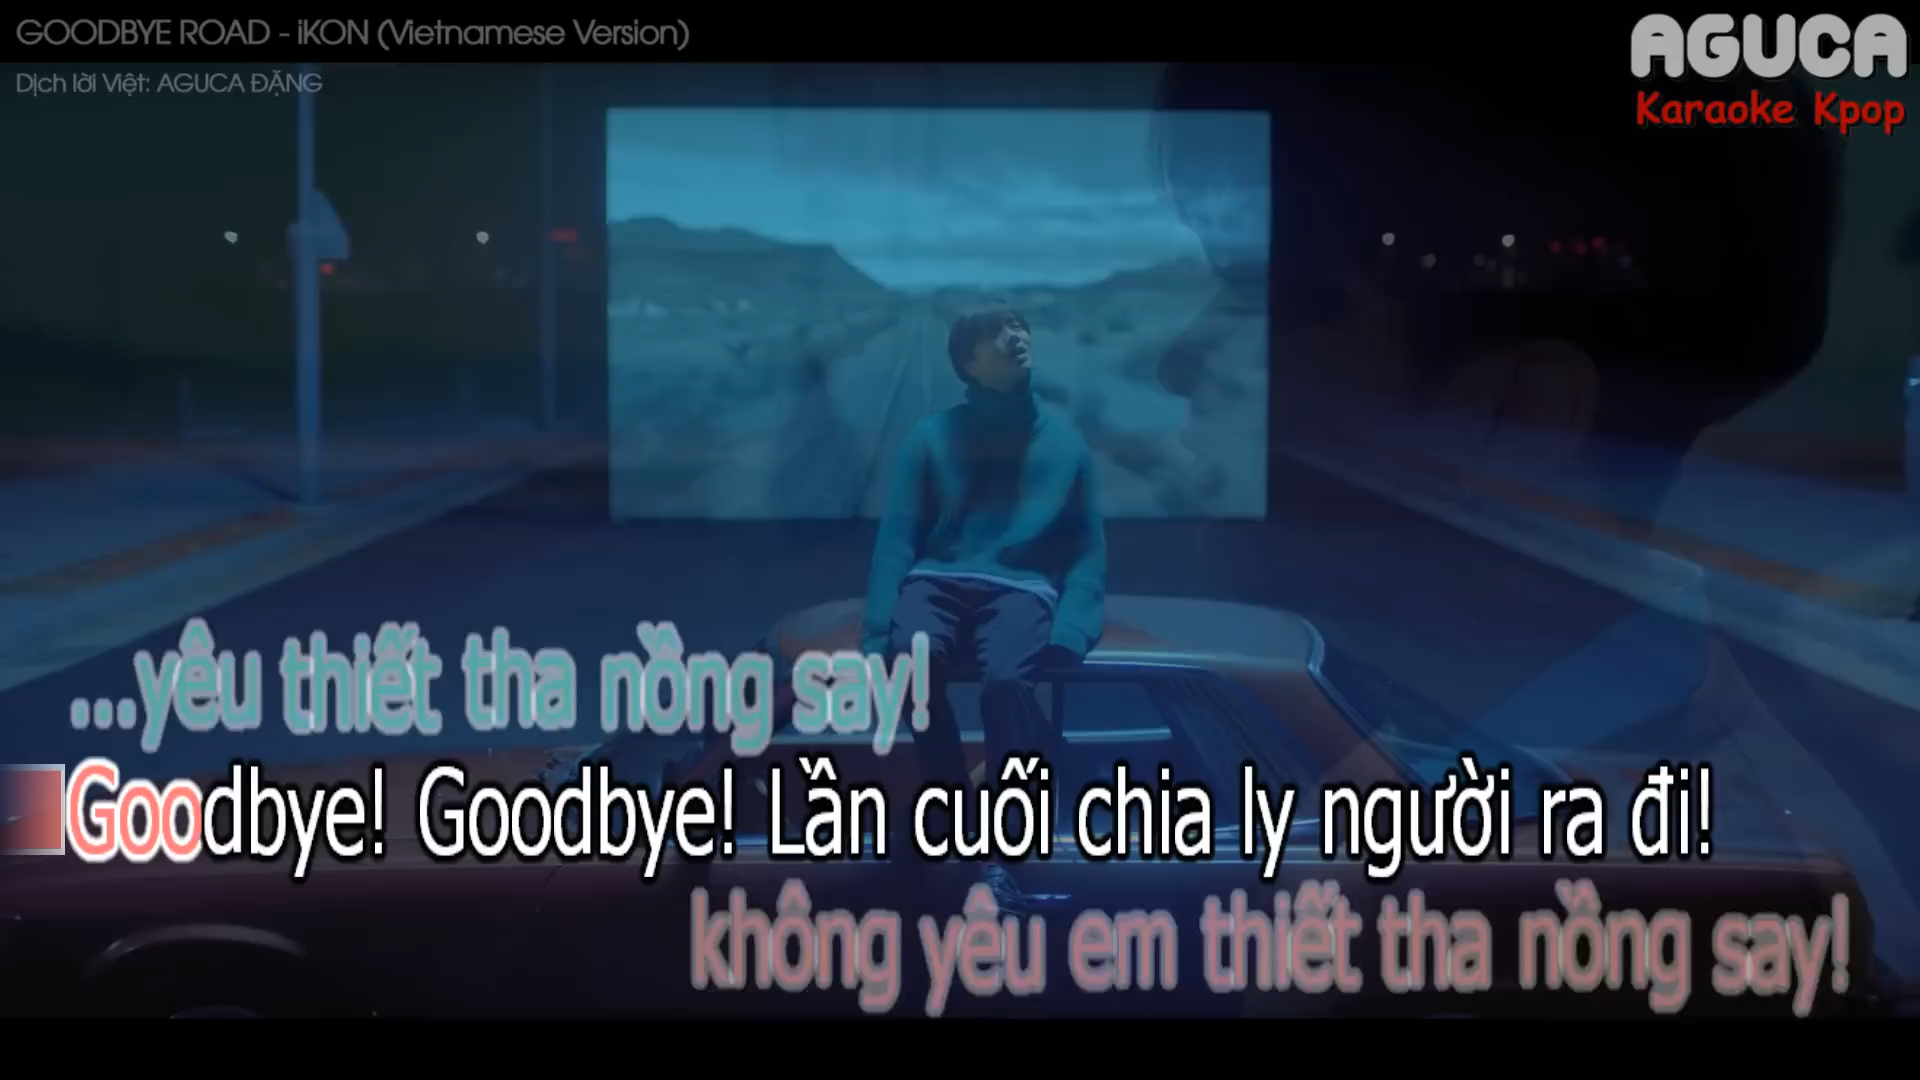 GOODBYE ROAD - iKON (Vietnamese Version)
Dịch lời Việt: AGUCA ĐẶNG
AGUCA
Karaoke Kpop
...yêu thiết tha nồng say!
Goodbye! Goodbye! Lần cuối chia ly người ra đi!
không yêu em thiết tha nồng say!